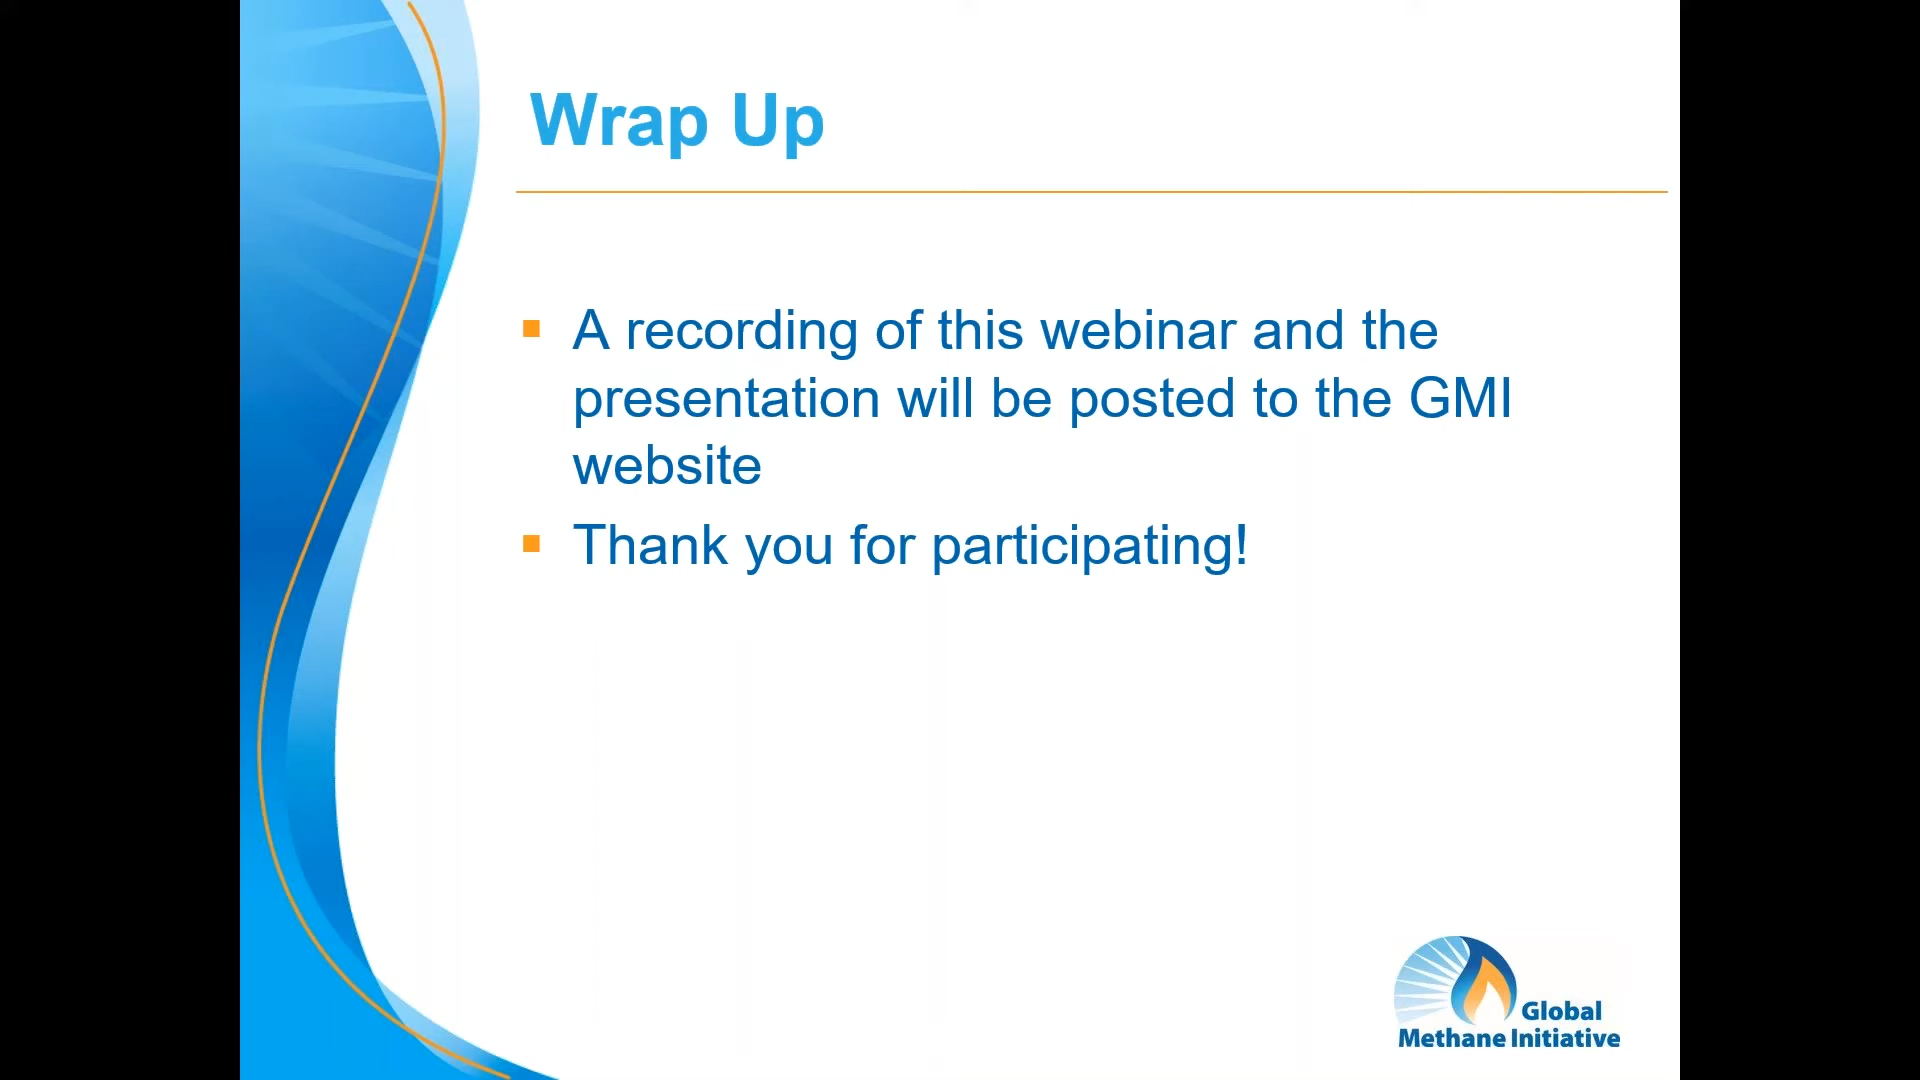 Wrap Up
A recording of this webinar and the
presentation will be posted to the GMI
website
Thank you for participating!
Global
Methane Initiative